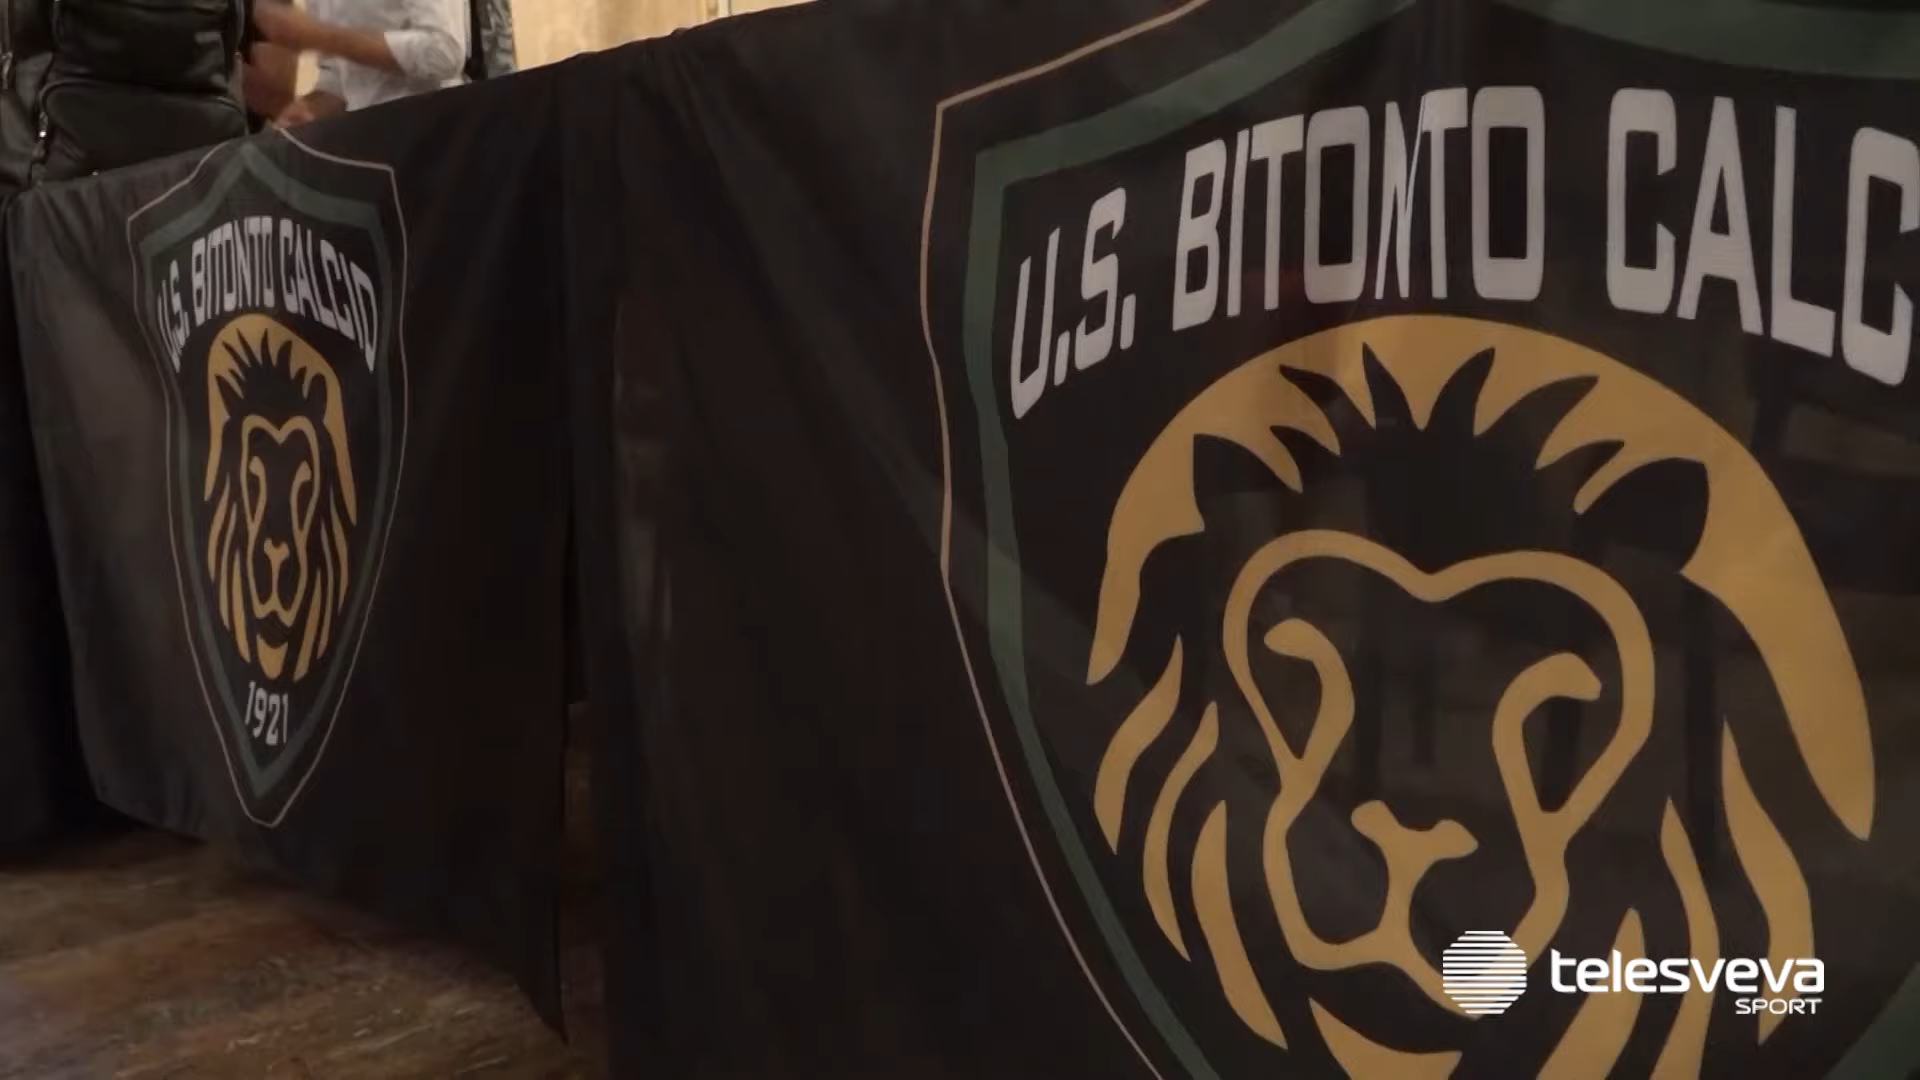 U.S. BITONTO CALCIO
1921
U.S. BITONTO CALC
telesveva
SPORT